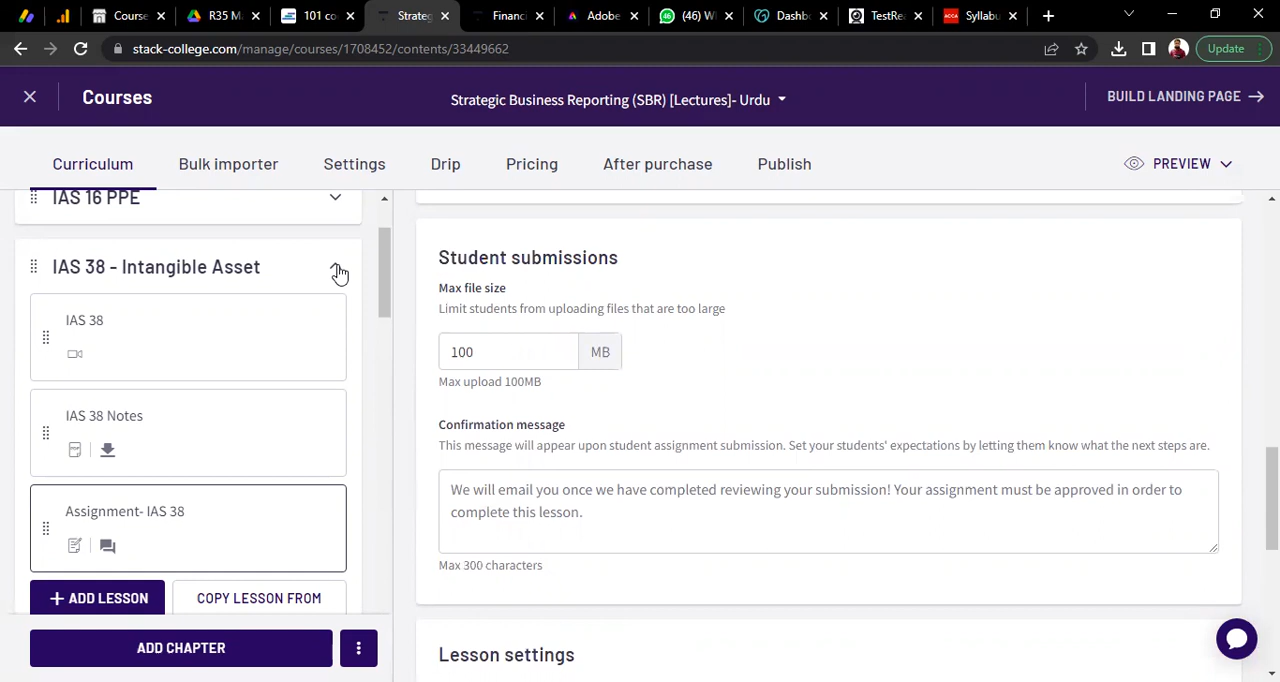 Course
R35 M
101 co
Strateg
Financ
Adobe
(46) W
Dashb
TestRe
ACCA
Syllabu
stack-college.com/manage/courses/1708452/contents/33449662
Update
Courses
Strategic Business Reporting (SBR) [Lectures]- Urdu
BUILD LANDING PAGE
Curriculum
Bulk importer
Settings
Drip
Pricing
After purchase
Publish
PREVIEW
IAS 16 PPE
IAS 38 - Intangible Asset
IAS 38
IAS 38 Notes
Assignment- IAS 38
+ ADD LESSON
COPY LESSON FROM
ADD CHAPTER
Student submissions
Max file size
Limit students from uploading files that are too large
100
MB
Max upload 100MB
Confirmation message
This message will appear upon student assignment submission. Set your students' expectations by letting them know what the next steps are.
We will email you once we have completed reviewing your submission! Your assignment must be approved in order to
complete this lesson.
Max 300 characters
Lesson settings